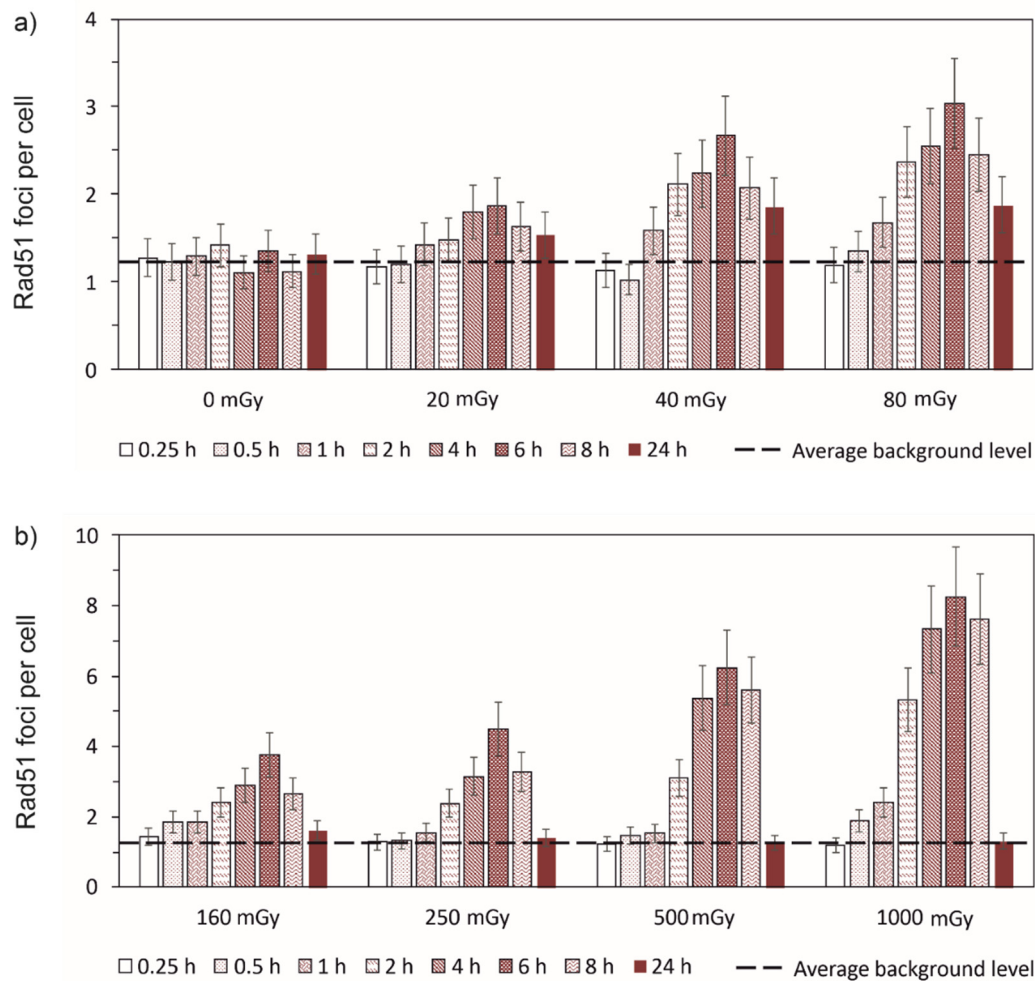 a)
4
3
2
1
0
Rad51 foci per cell
0 mGy 20 mGy 40 mGy 80 mGy
0.25 h 0.5 h 1 h 2 h 4 h 6 h 8 h 24 h Average background level
b)
10
8
6
4
2
0
Rad51 foci per cell
160 mGy 250 mGy 500 mGy 1000 mGy
0.25 h 0.5 h 1 h 2 h 4 h 6 h 8 h 24 h Average background level